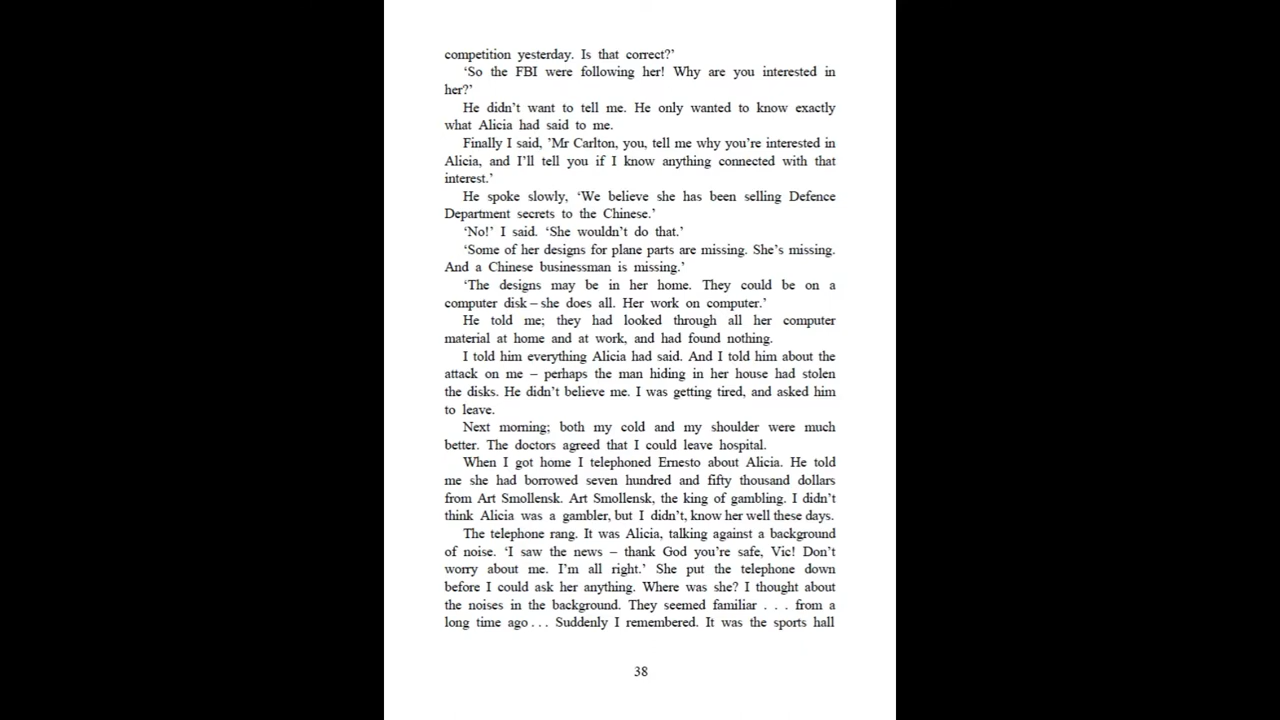 competition yesterday. Is that correct?’
‘So the FBI were following her! Why are you interested in
her?’
He didn’t want to tell me. He only wanted to know exactly
what Alicia had said to me.
Finally I said, ’Mr Carlton, you, tell me why you’re interested in
Alicia, and I’ll tell you if I know anything connected with that
interest.’
He spoke slowly, ‘We believe she has been selling Defence
Department secrets to the Chinese.’
‘No!’ I said. ‘She wouldn’t do that.’
‘Some of her designs for plane parts are missing. She’s missing.
And a Chinese businessman is missing.’
‘The designs may be in her home. They could be on a
computer disk – she does all. Her work on computer.’
He told me; they had looked through all her computer
material at home and at work, and had found nothing.
I told him everything Alicia had said. And I told him about the
attack on me – perhaps the man hiding in her house had stolen
the disks. He didn’t believe me. I was getting tired, and asked him
to leave.
Next morning; both my cold and my shoulder were much
better. The doctors agreed that I could leave hospital.
When I got home I telephoned Ernesto about Alicia. He told
me she had borrowed seven hundred and fifty thousand dollars
from Art Smollensk. Art Smollensk, the king of gambling. I didn’t
think Alicia was a gambler, but I didn’t, know her well these days.
The telephone rang. It was Alicia, talking against a background
of noise. ‘I saw the news – thank God you’re safe, Vic! Don’t
worry about me. I’m all right.’ She put the telephone down
before I could ask her anything. Where was she? I thought about
the noises in the background. They seemed familiar . . . from a
long time ago . . . Suddenly I remembered. It was the sports hall
38